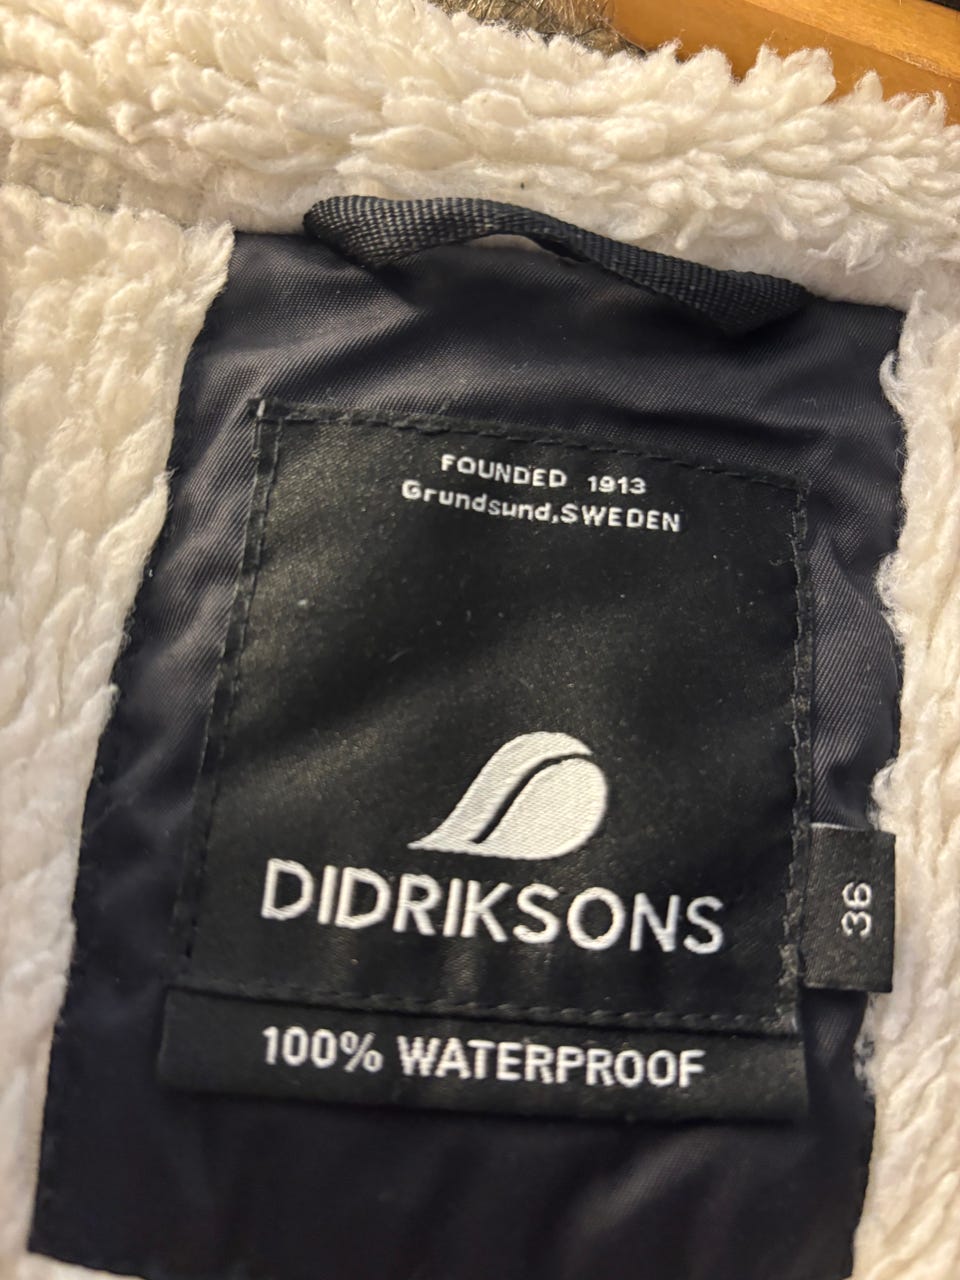 FOUNDED 1913
Grundsund,SWEDEN
DIDRIKSONS
36
100% WATERPROOF